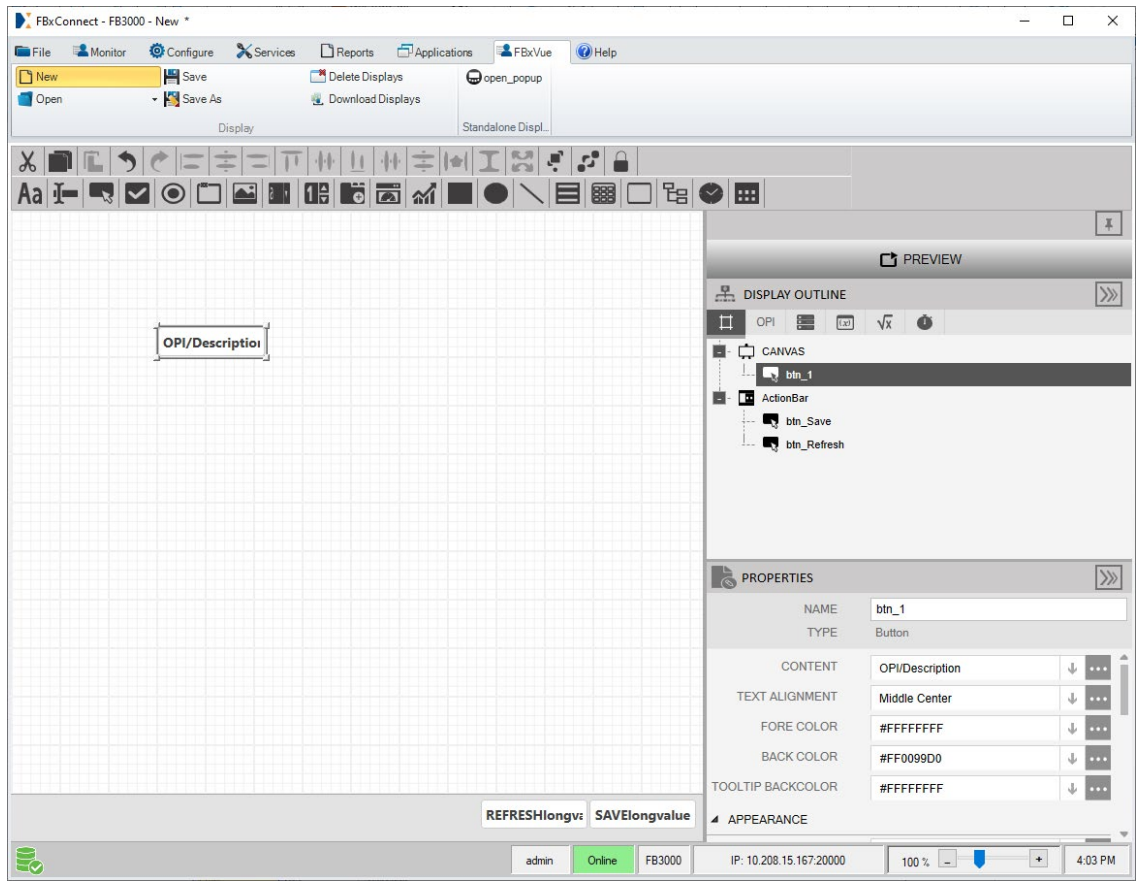 FBxConnect - FB3000 - New *
File Monitor Configure Services Reports Applications FBxVue Help
New Save Delete Displays open_popup
Open Save As Download Displays
Display Standalone Displ...
Aa
PREVIEW
DISPLAY OUTLINE
OPI (x) √x
CANVAS
btn_1
ActionBar
btn_Save
btn_Refresh
OPI/Description
PROPERTIES
NAME btn_1
TYPE Button
CONTENT OPI/Description
TEXT ALIGNMENT Middle Center
FORE COLOR #FFFFFFFF
BACK COLOR #FF0099D0
TOOLTIP BACKCOLOR #FFFFFFFF
APPEARANCE
REFRESHlongva SAVElongvalue
admin Online FB3000 IP: 10.208.15.167:20000 100 % - + 4:03 PM